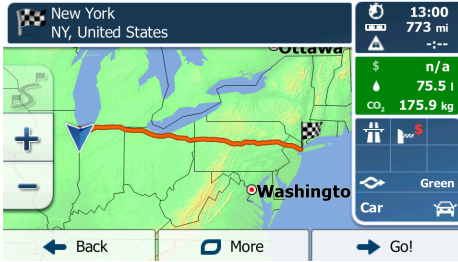 New York
NY, United States
13:00
773 mi
-:--
Ottawa
$ n/a
75.5 l
CO₂ 175.9 kg
$
+
Washingto
-
Green
Car
Back
More
Go!